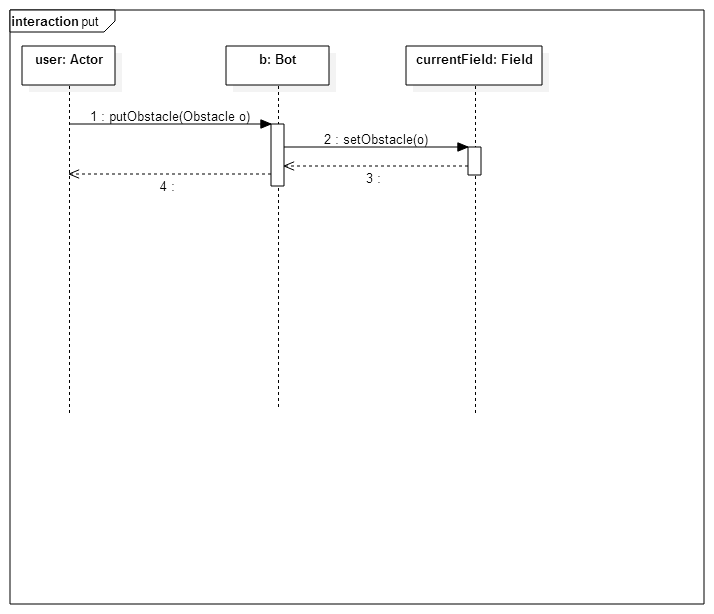 interaction put
user: Actor
b: Bot
currentField: Field
1 : putObstacle(Obstacle o)
2 : setObstacle(o)
3 :
4 :